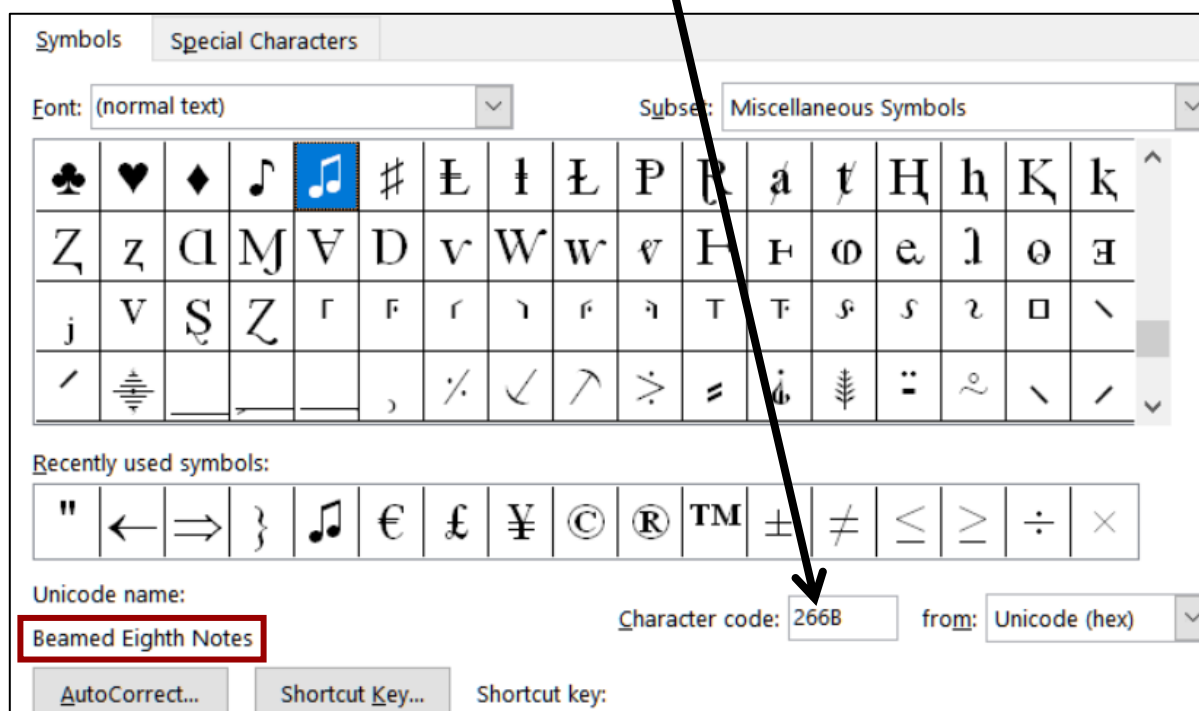 Symbols Special Characters
Font: (normal text) Subset: Miscellaneous Symbols
♣ ♥ ♦ ♪ ♫ ♯ Ⱡ ⱡ Ɫ Ᵽ Ɽ ⱥ ⱦ Ⱨ ⱨ Ⱪ ⱪ
Ⱬ ⱬ Ɑ Ɱ Ɐ Ɒ ⱱ Ⱳ ⱳ ⱴ Ⱶ ⱶ ⱷ ⱸ ⱹ ⱺ ⱻ
ⱼ ⱽ Ȿ Ɀ ⸀
Recently used symbols:
" ← ⇒ } ♫ € £ ¥ © ® ™ ± ≠ ≤ ≥ ÷ ×
Unicode name:
Beamed Eighth Notes
Character code: 266B from: Unicode (hex)
AutoCorrect... Shortcut Key... Shortcut key: